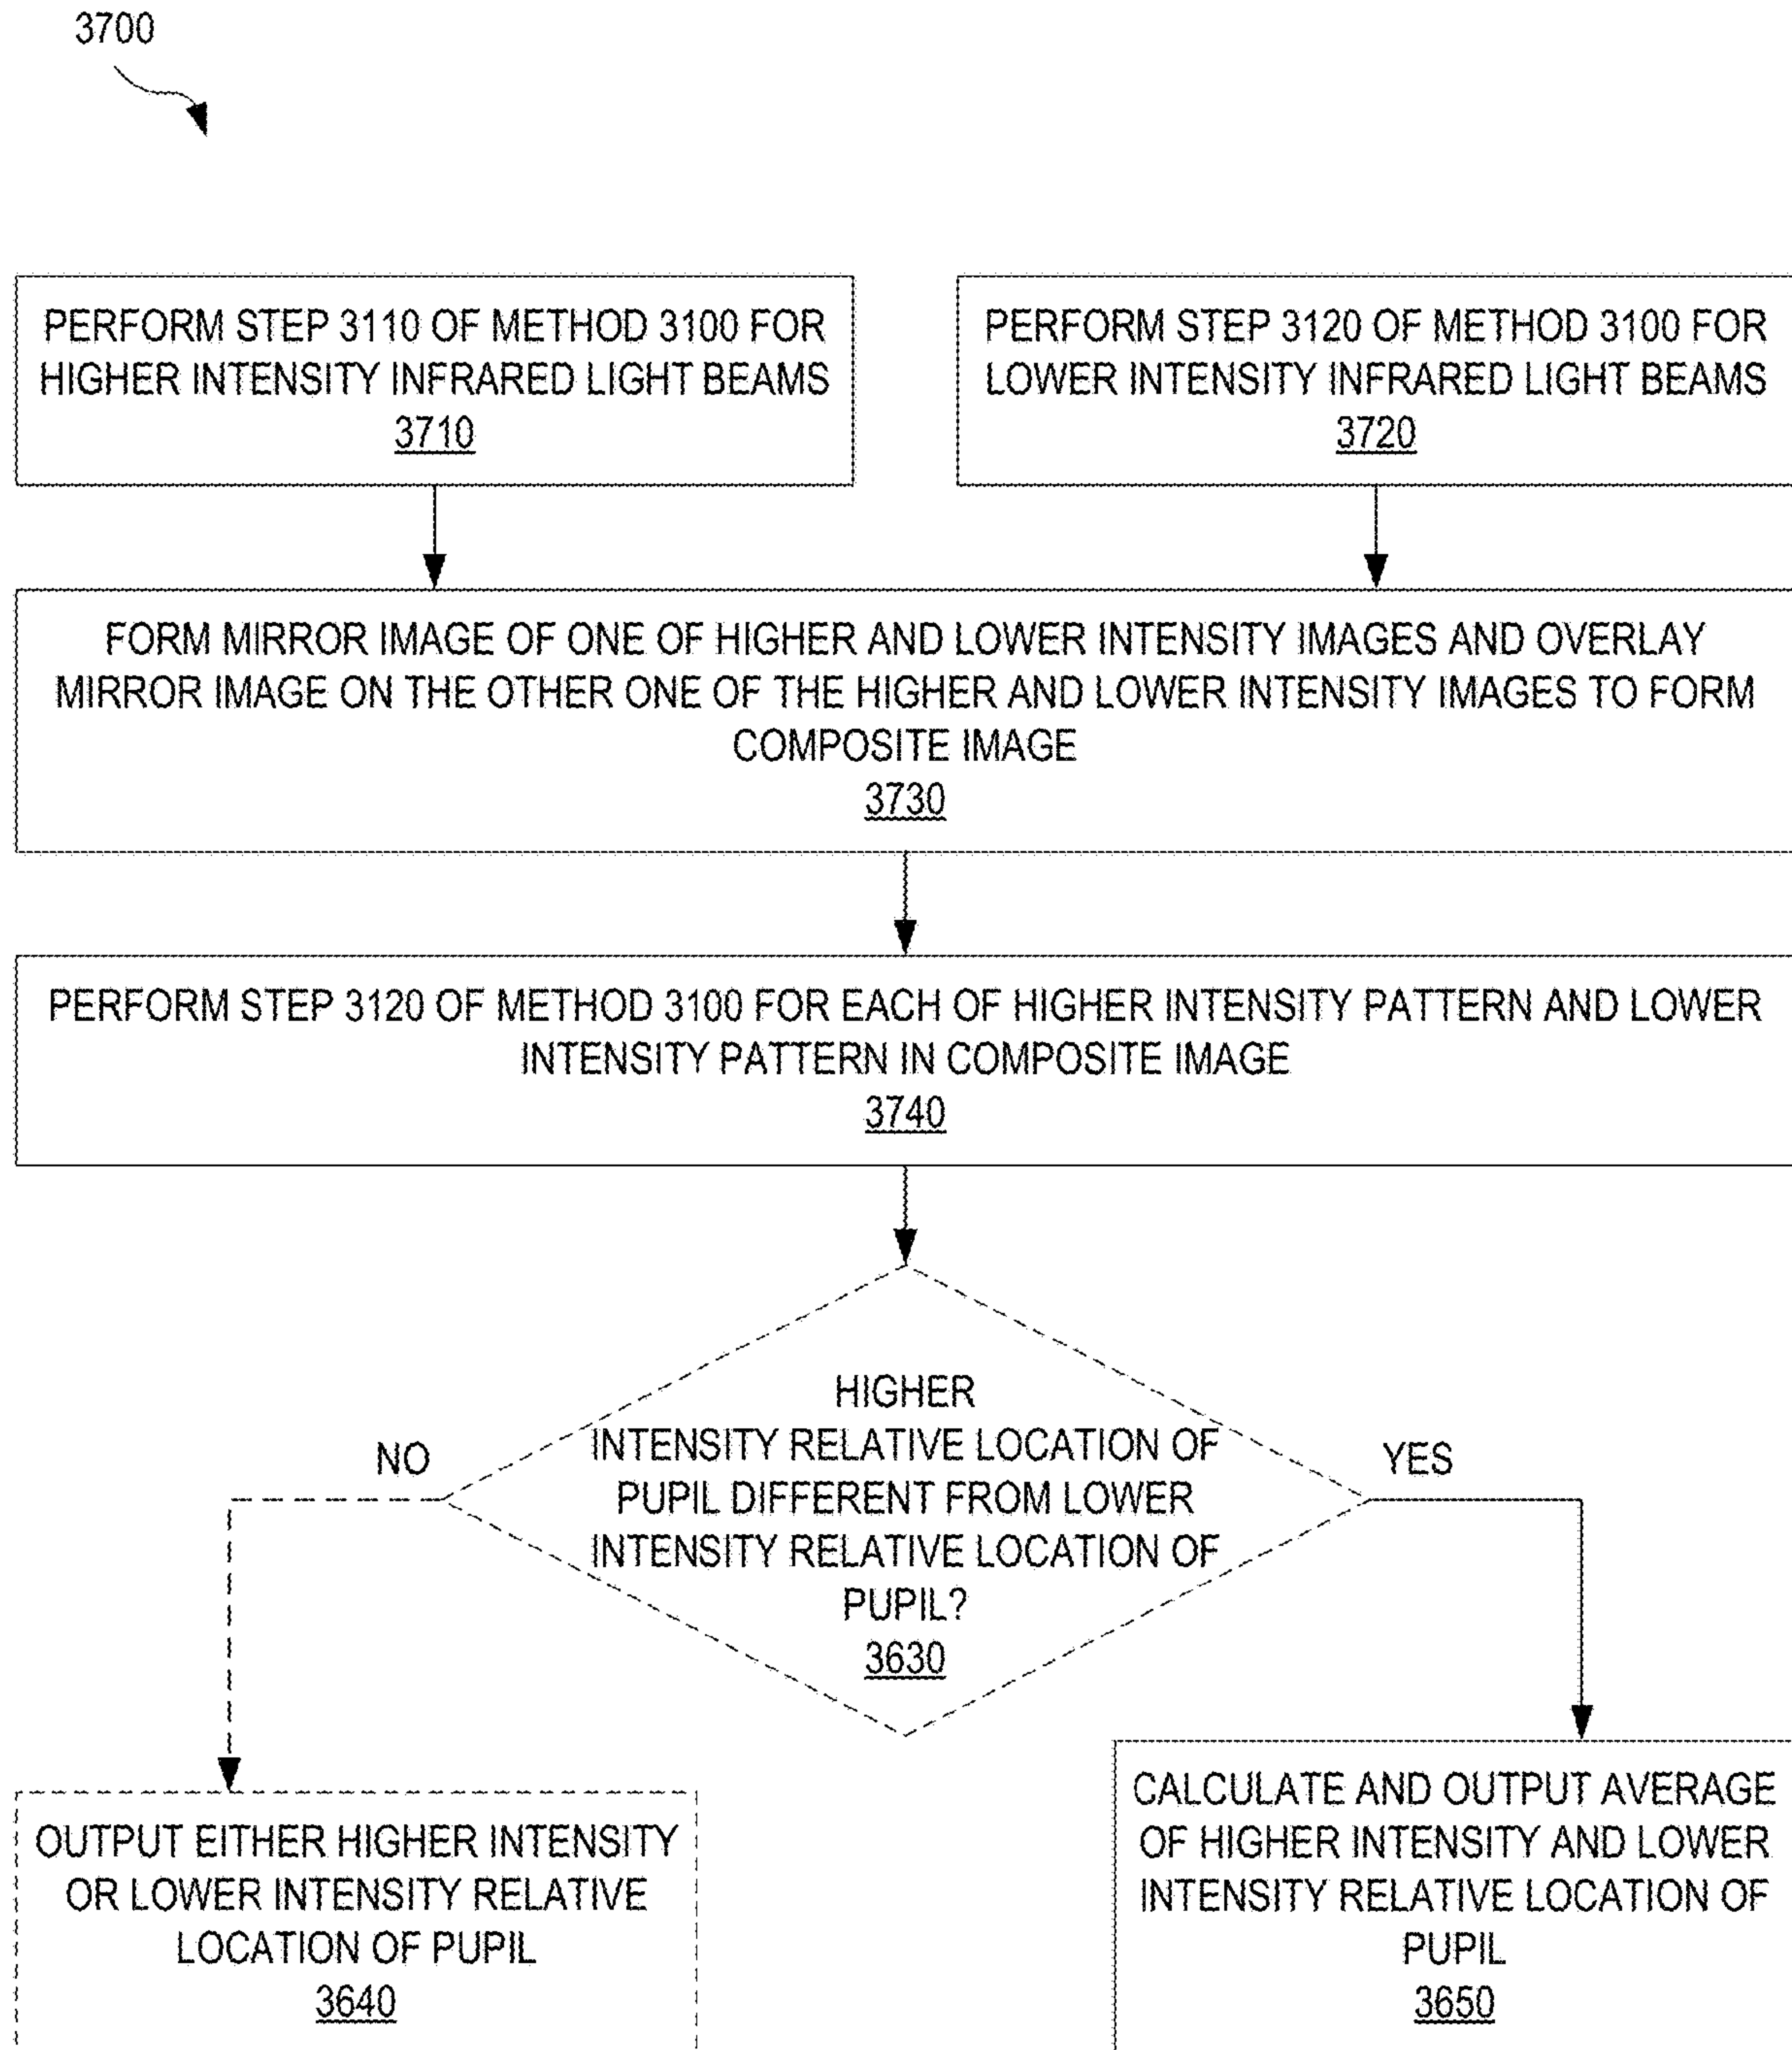 3700
PERFORM STEP 3110 OF METHOD 3100 FOR
HIGHER INTENSITY INFRARED LIGHT BEAMS
3710
PERFORM STEP 3120 OF METHOD 3100 FOR
LOWER INTENSITY INFRARED LIGHT BEAMS
3720
FORM MIRROR IMAGE OF ONE OF HIGHER AND LOWER INTENSITY IMAGES AND OVERLAY
MIRROR IMAGE ON THE OTHER ONE OF THE HIGHER AND LOWER INTENSITY IMAGES TO FORM
COMPOSITE IMAGE
3730
PERFORM STEP 3120 OF METHOD 3100 FOR EACH OF HIGHER INTENSITY PATTERN AND LOWER
INTENSITY PATTERN IN COMPOSITE IMAGE
3740
HIGHER
INTENSITY RELATIVE LOCATION OF
PUPIL DIFFERENT FROM LOWER
INTENSITY RELATIVE LOCATION OF
PUPIL?
3630
NO
YES
OUTPUT EITHER HIGHER INTENSITY
OR LOWER INTENSITY RELATIVE
LOCATION OF PUPIL
3640
CALCULATE AND OUTPUT AVERAGE
OF HIGHER INTENSITY AND LOWER
INTENSITY RELATIVE LOCATION OF
PUPIL
3650